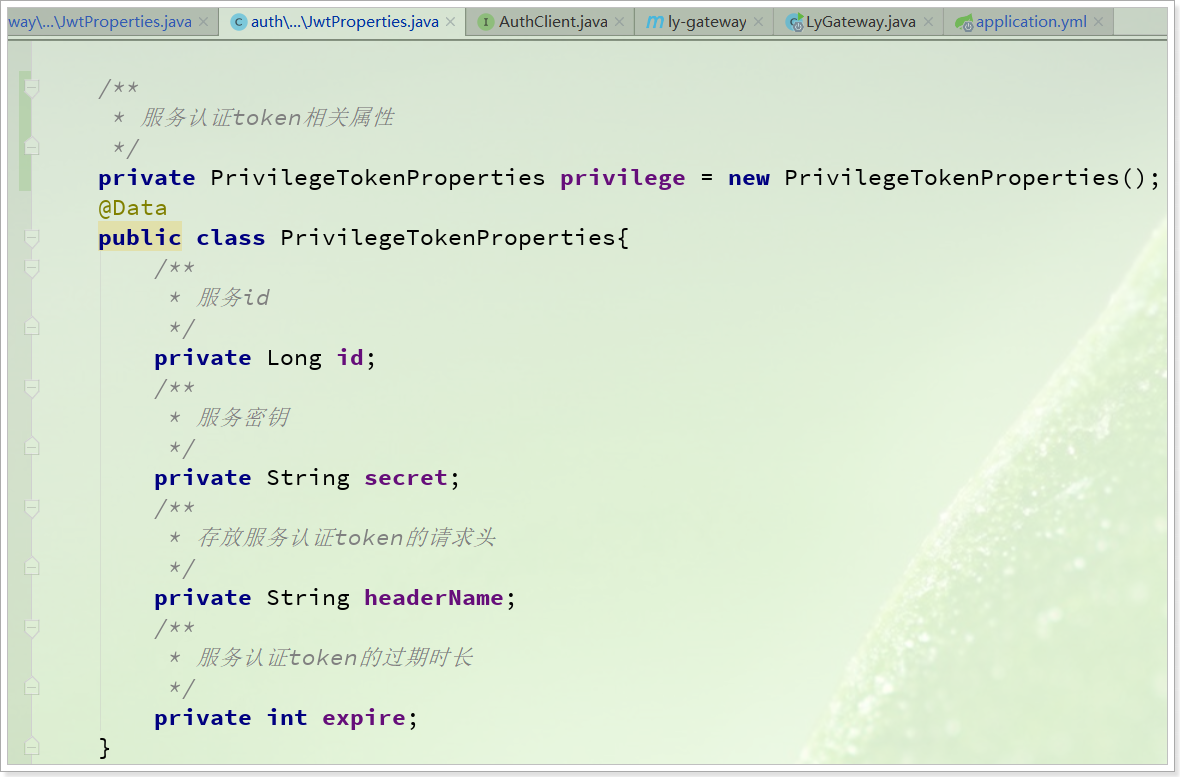 way\...\JwtProperties.java auth\...\JwtProperties.java AuthClient.java ly-gateway LyGateway.java application.yml
/**
* 服务认证token相关属性
*/
private PrivilegeTokenProperties privilege = new PrivilegeTokenProperties();
@Data
public class PrivilegeTokenProperties{
/**
* 服务id
*/
private Long id;
/**
* 服务密钥
*/
private String secret;
/**
* 存放服务认证token的请求头
*/
private String headerName;
/**
* 服务认证token的过期时长
*/
private int expire;
}